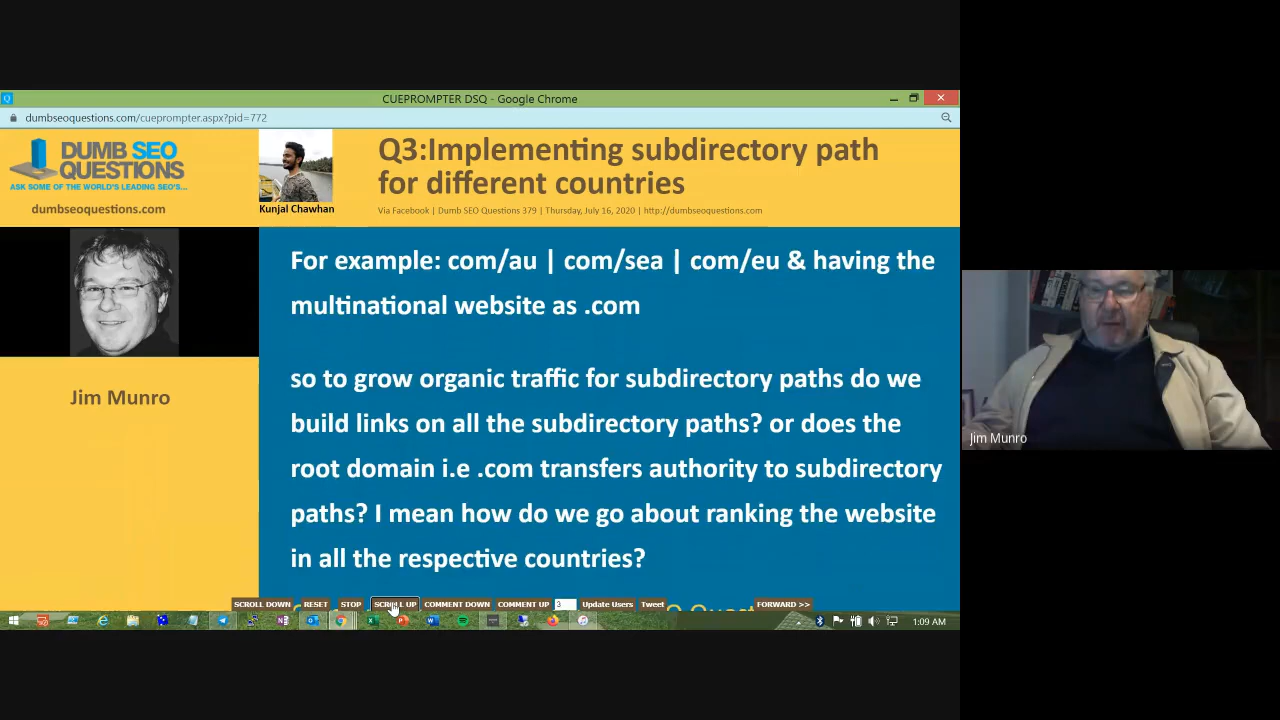 CUEPROMPTER DSQ - Google Chrome
dumbseoquestions.com/cueprompter.aspx?pid=772
DUMB SEO
QUESTIONS
ASK SOME OF THE WORLD'S LEADING SEO'S...
dumbseoquestions.com
Kunjal Chawhan
Q3:Implementing subdirectory path
for different countries
Via Facebook | Dumb SEO Questions 379 | Thursday, July 16, 2020 | http://dumbseoquestions.com
Jim Munro
For example: com/au | com/sea | com/eu & having the
multinational website as .com
so to grow organic traffic for subdirectory paths do we
build links on all the subdirectory paths? or does the
root domain i.e .com transfers authority to subdirectory
paths? I mean how do we go about ranking the website
in all the respective countries?
Jim Munro
SCROLL DOWN RESET STOP SCROLL UP COMMENT DOWN COMMENT UP 3 Update Users Tweet FORWARD >>
1:09 AM